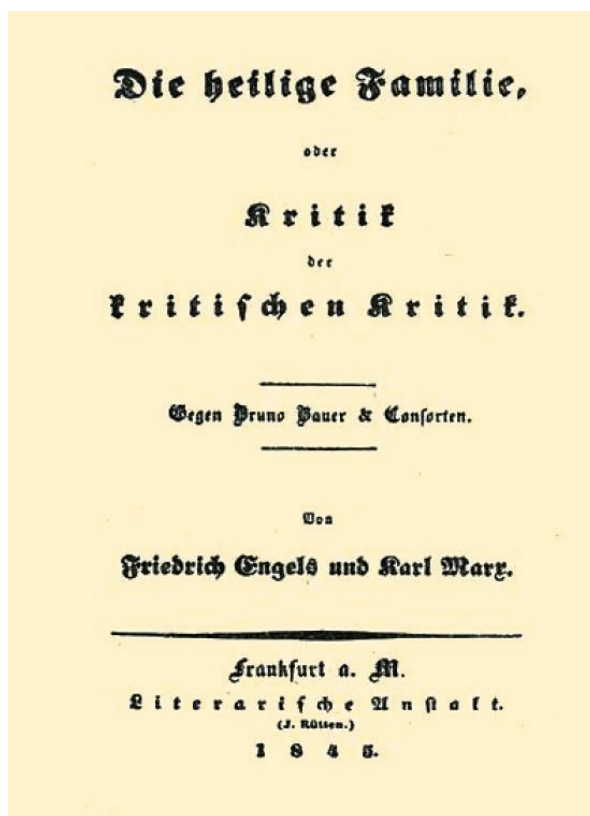 Die heilige Familie,
oder
Kritik
der
kritischen Kritik.
Gegen Bruno Bauer & Consorten.
Von
Friedrich Engels und Karl Marx.
Frankfurt a. M.
Literarische Anstalt.
(J. Rütten.)
1845.